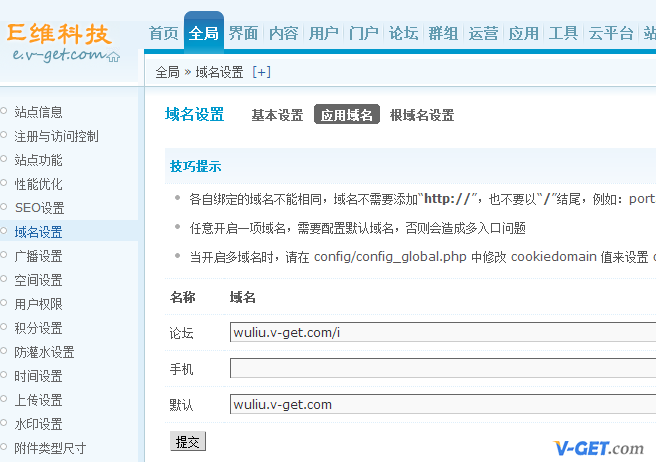 E维科技
e.v-get.com
首页 全局 界面 内容 用户 门户 论坛 群组 运营 应用 工具 云平台 站
全局 » 域名设置 [+]
站点信息
注册与访问控制
站点功能
性能优化
SEO设置
域名设置
广播设置
空间设置
用户权限
积分设置
防灌水设置
时间设置
上传设置
水印设置
附件类型尺寸
域名设置 基本设置 应用域名 根域名设置
技巧提示
各自绑定的域名不能相同，域名不需要添加“http://”，也不要以“/”结尾，例如：port
任意开启一项域名，需要配置默认域名，否则会造成多入口问题
当开启多域名时，请在 config/config_global.php 中修改 cookiedomain 值来设置 c
名称 域名
论坛 wuliu.v-get.com/i
手机
默认 wuliu.v-get.com
提交
V-GET.com